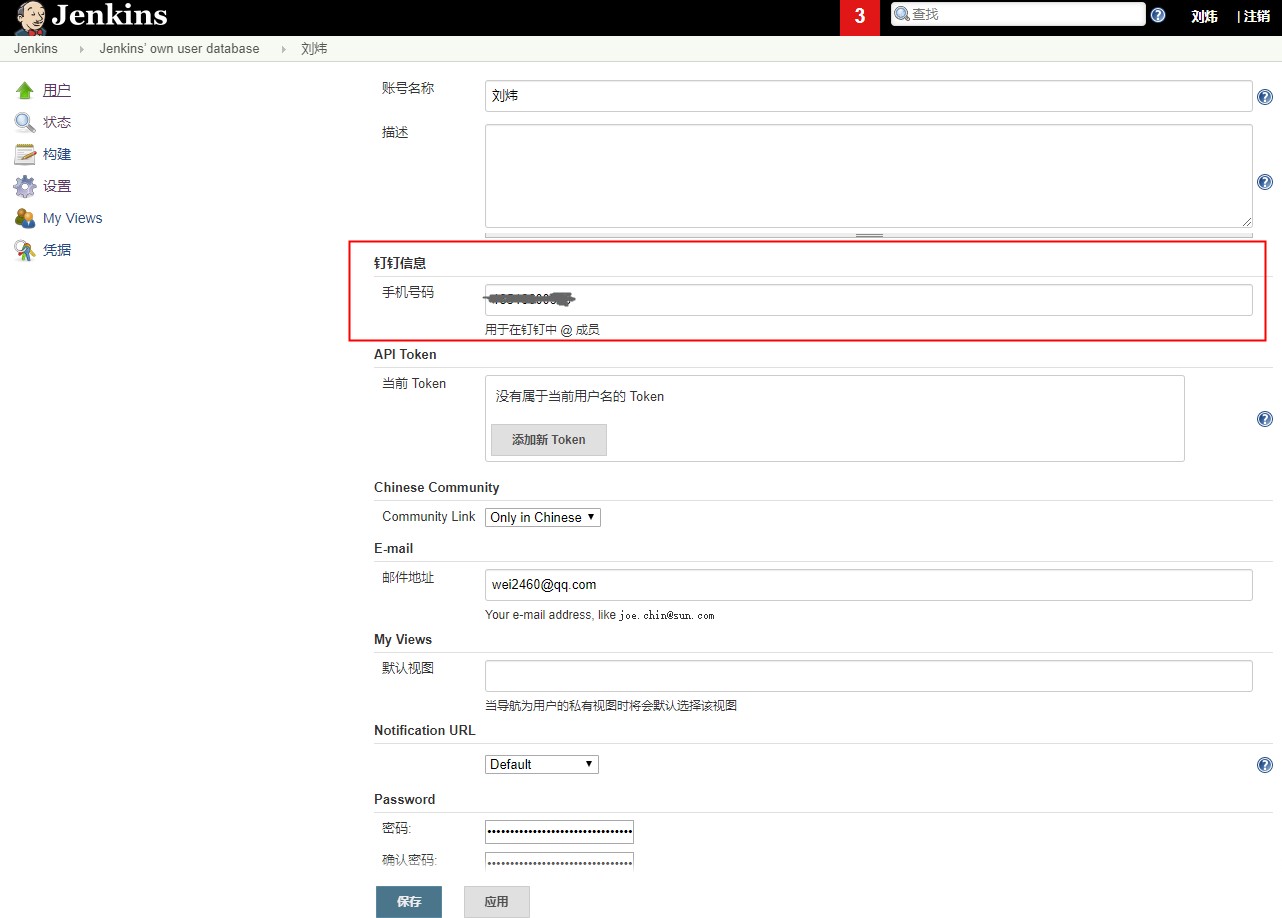 Jenkins
3
查找
刘炜
| 注销
Jenkins
Jenkins' own user database
刘炜
用户
状态
构建
设置
My Views
凭据
账号名称
刘炜
描述
钉钉信息
手机号码
用于在钉钉中 @ 成员
API Token
当前 Token
没有属于当前用户名的 Token
添加新 Token
Chinese Community
Community Link
Only in Chinese
E-mail
邮件地址
wei2460@qq.com
Your e-mail address, like joe.chin@sun.com
My Views
默认视图
当导航为用户的私有视图时将会默认选择该视图
Notification URL
Default
Password
密码:
确认密码:
保存
应用